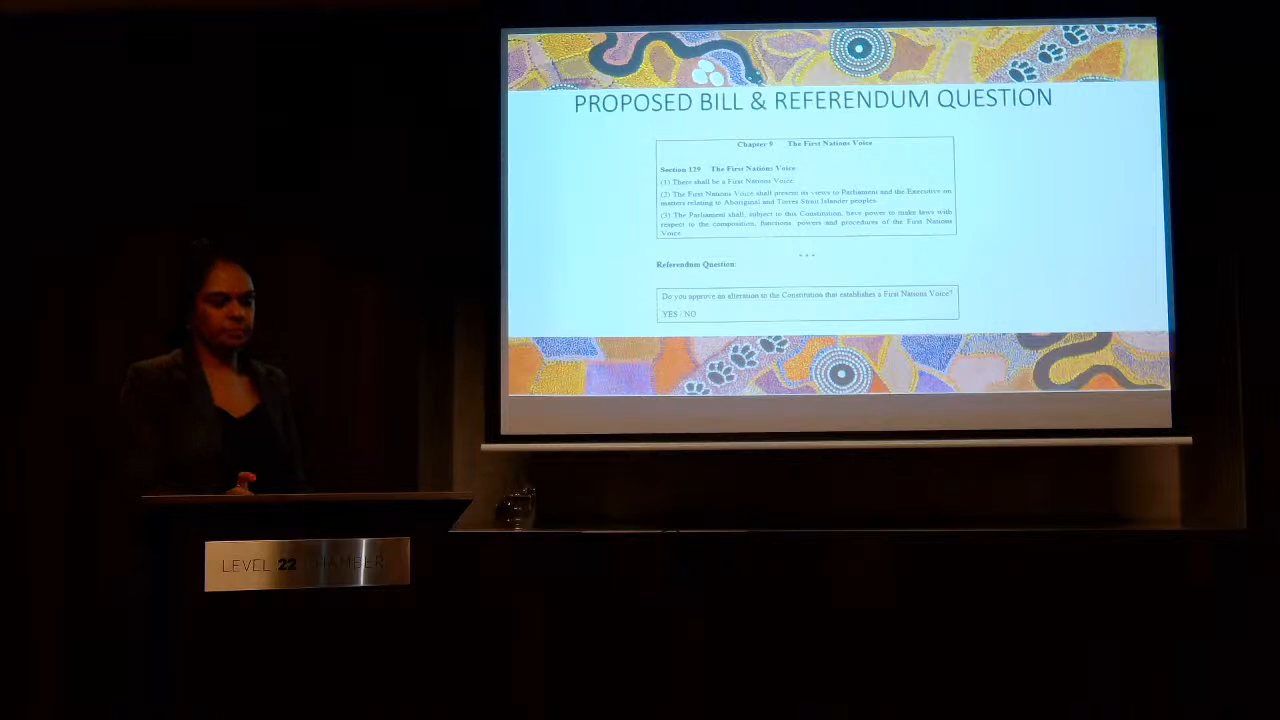 PROPOSED BILL & REFERENDUM QUESTION
Chapter 9 The First Nations Voice
Section 129 The First Nations Voice
(1) There shall be a First Nations Voice.
(2) The First Nations Voice shall present its views to Parliament and the Executive on
matters relating to Aboriginal and Torres Strait Islander peoples.
(3) The Parliament shall, subject to this Constitution, have power to make laws with
respect to the composition, functions, powers and procedures of the First Nations
Voice.
* * *
Referendum Question:
Do you approve an alteration to the Constitution that establishes a First Nations Voice?
YES / NO
LEVEL 22 CHAMBER